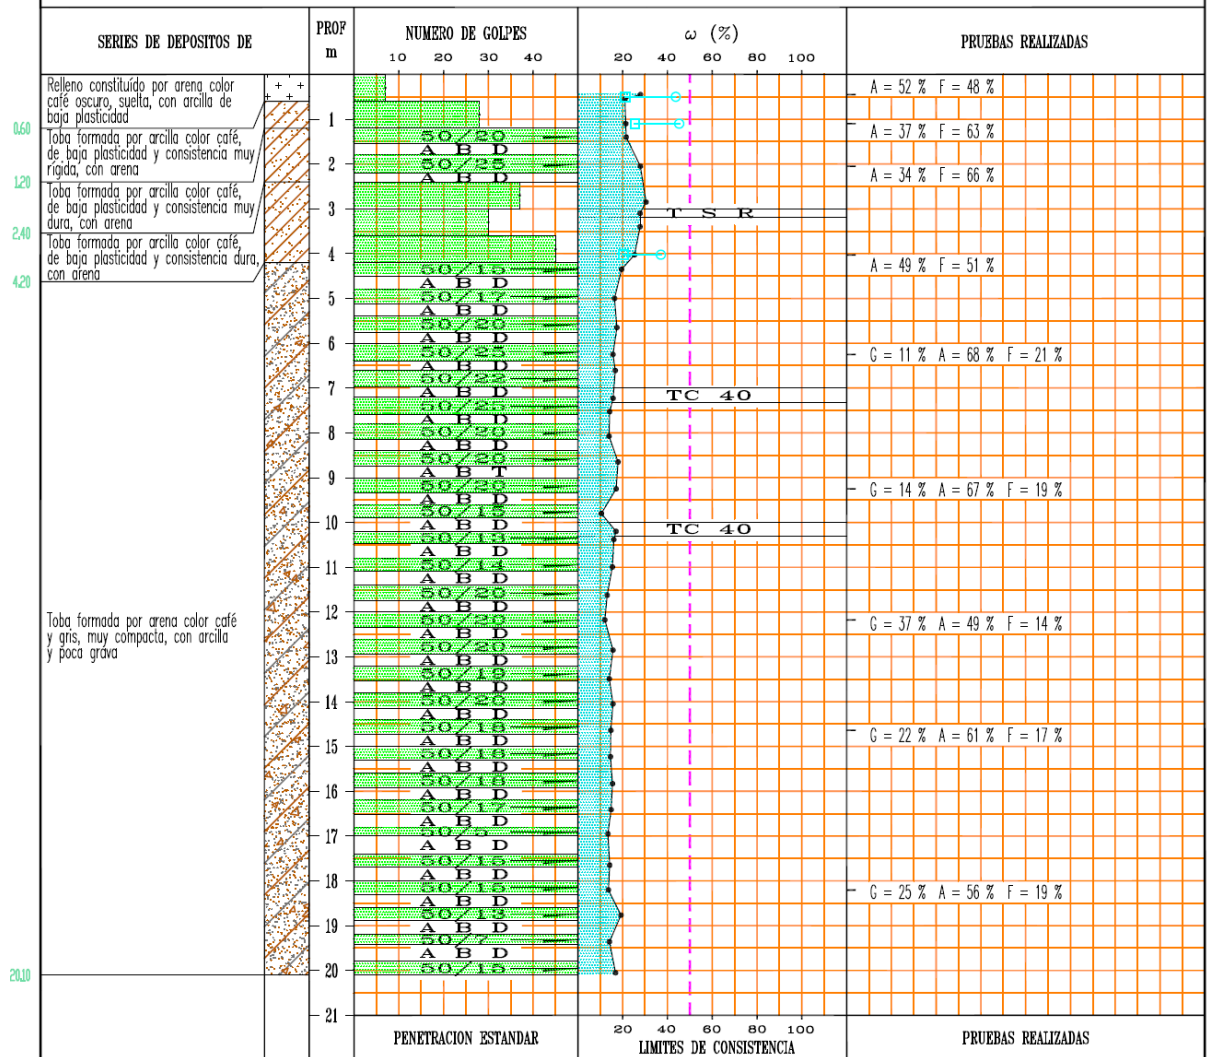 SERIES DE DEPOSITOS DE
PROF
m
NUMERO DE GOLPES
10 20 30 40
ω (%)
20 40 60 80 100
PRUEBAS REALIZADAS
Relleno constituído por arena color
café oscuro, suelta, con arcilla de
baja plasticidad
0.60
Toba formada por arcilla color café,
de baja plasticidad y consistencia muy
rígida, con arena
1.20
Toba formada por arcilla color café,
de baja plasticidad y consistencia muy
dura, con arena
2.40
Toba formada por arcilla color café,
de baja plasticidad y consistencia dura,
con arena
4.20
Toba formada por arena color café
y gris, muy compacta, con arcilla
y poca grava
20.10
1
2
3
4
5
6
7
8
9
10
11
12
13
14
15
16
17
18
19
20
21
50/20
A B D
50/25
A B D
50/15
A B D
50/17
A B D
50/20
A B D
50/25
A B D
50/22
A B D
50/25
A B D
50/20
A B D
50/20
A B T
50/20
A B D
50/15
A B D
50/13
A B D
50/14
A B D
50/20
A B D
50/20
A B D
50/20
A B D
50/19
A B D
50/20
A B D
50/18
A B D
50/18
A B D
50/18
A B D
50/17
A B D
50/5
A B D
50/15
A B D
50/15
A B D
50/13
A B D
50/7
A B D
50/15
T S R
TC 40
TC 40
A = 52 % F = 48 %
A = 37 % F = 63 %
A = 34 % F = 66 %
A = 49 % F = 51 %
G = 11 % A = 68 % F = 21 %
G = 14 % A = 67 % F = 19 %
G = 37 % A = 49 % F = 14 %
G = 22 % A = 61 % F = 17 %
G = 25 % A = 56 % F = 19 %
PENETRACION ESTANDAR
20 40 60 80 100
LIMITES DE CONSISTENCIA
PRUEBAS REALIZADAS